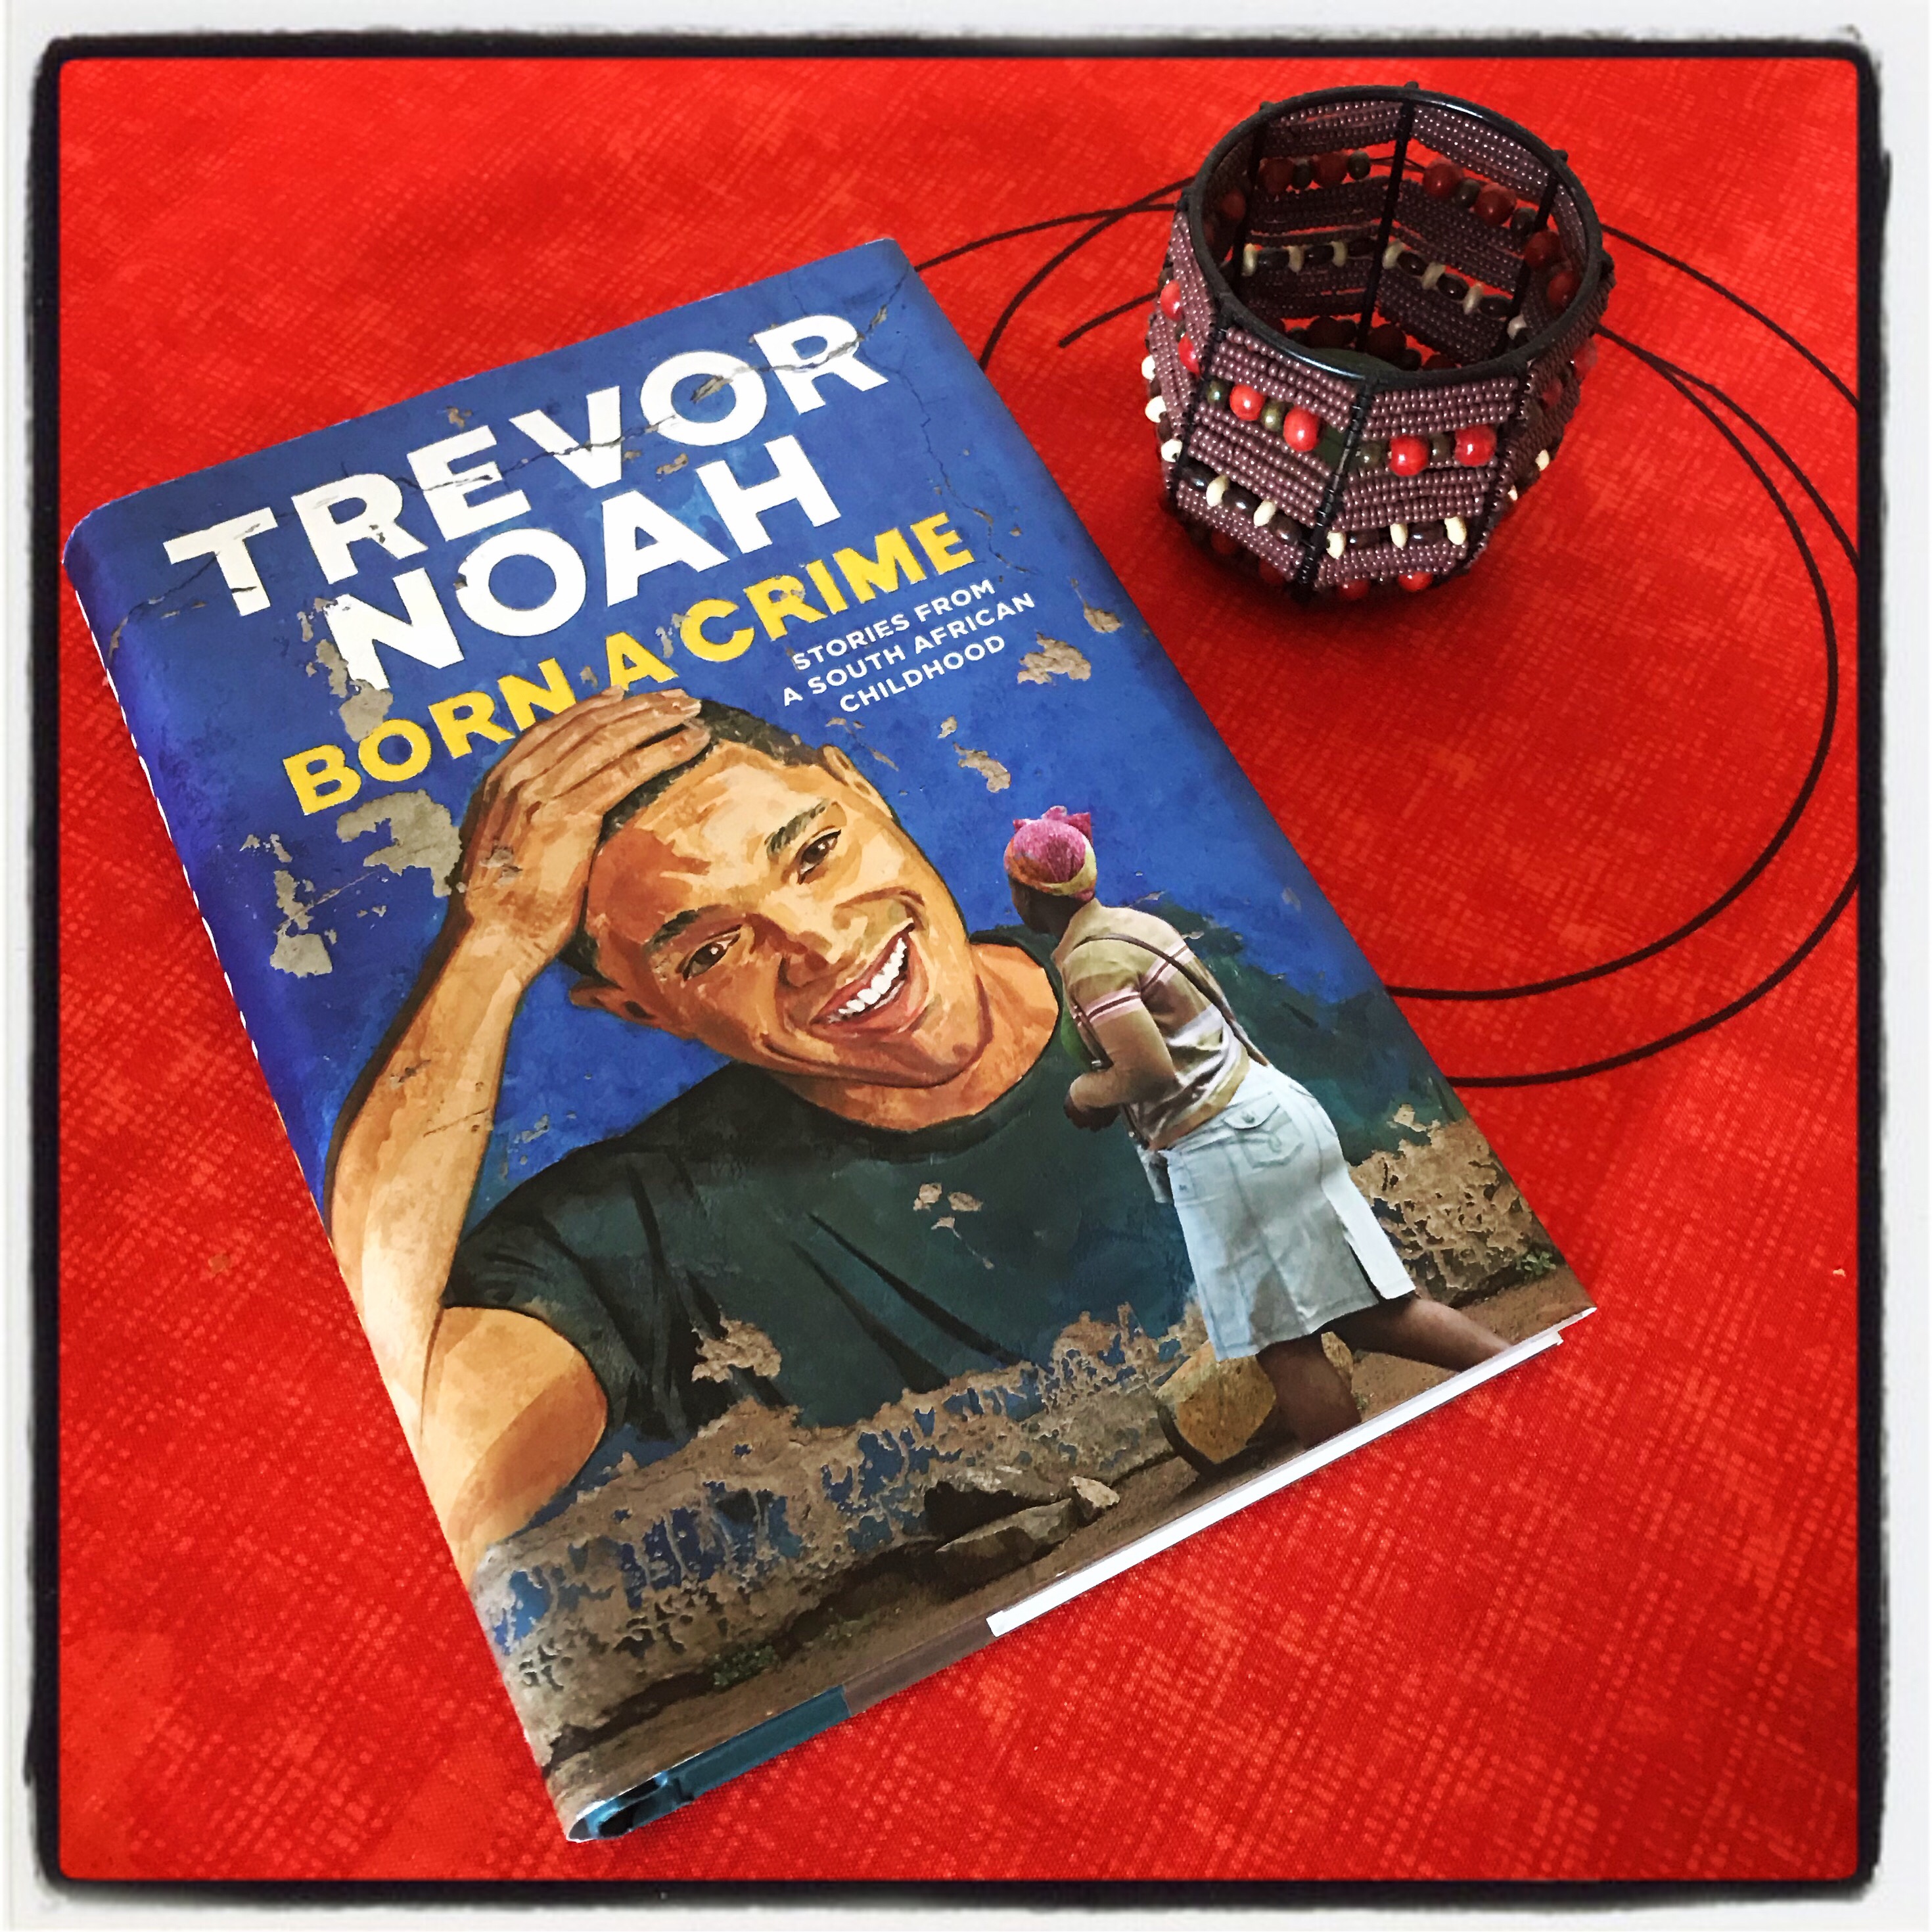 TREVOR
NOAH
BORN A CRIME
STORIES FROM
A SOUTH AFRICAN
CHILDHOOD